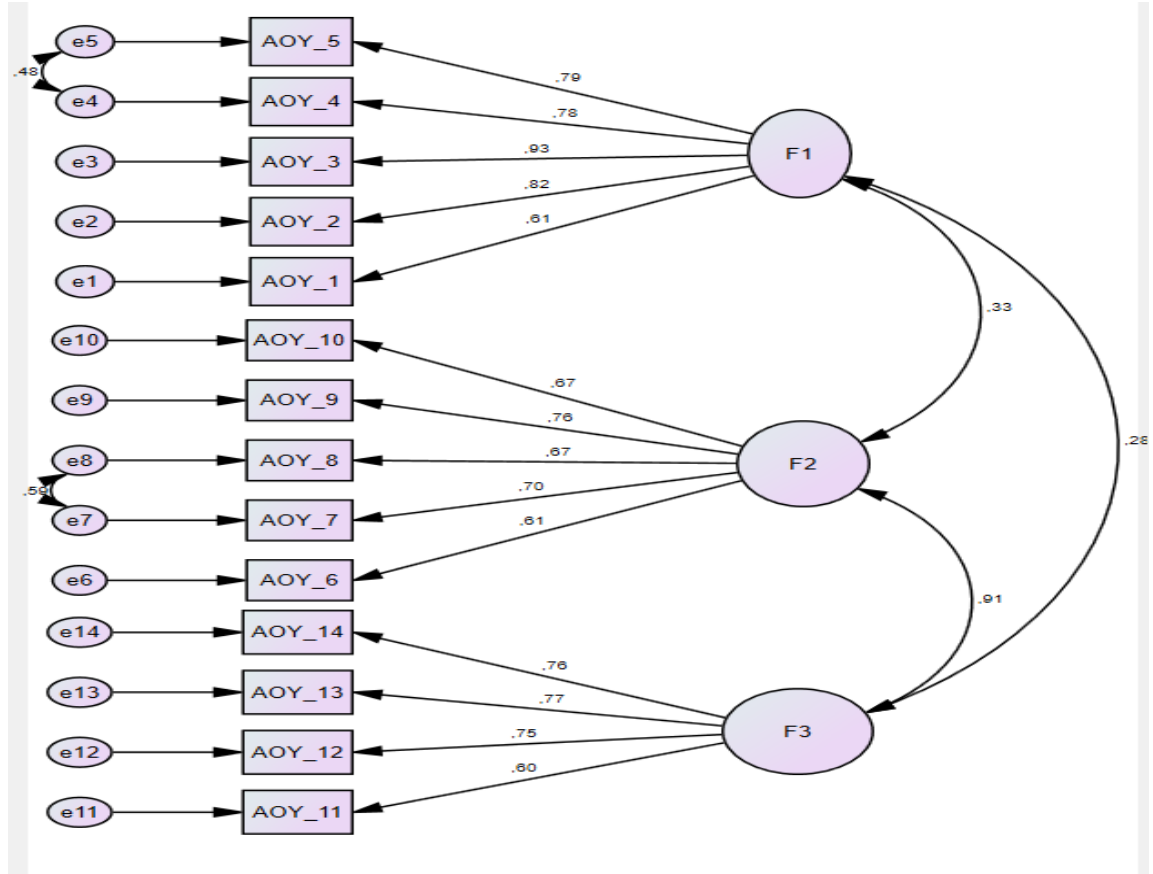 e5 AOY_5
.79
.48
e4 AOY_4
.78
e3 AOY_3
.93
F1
e2 AOY_2
.82
.61
e1 AOY_1
.33
e10 AOY_10
.67
e9 AOY_9
.76
.28
e8 AOY_8
.67
F2
.59
.70
e7 AOY_7
.61
e6 AOY_6
.91
e14 AOY_14
.76
e13 AOY_13
.77
F3
.75
e12 AOY_12
.60
e11 AOY_11